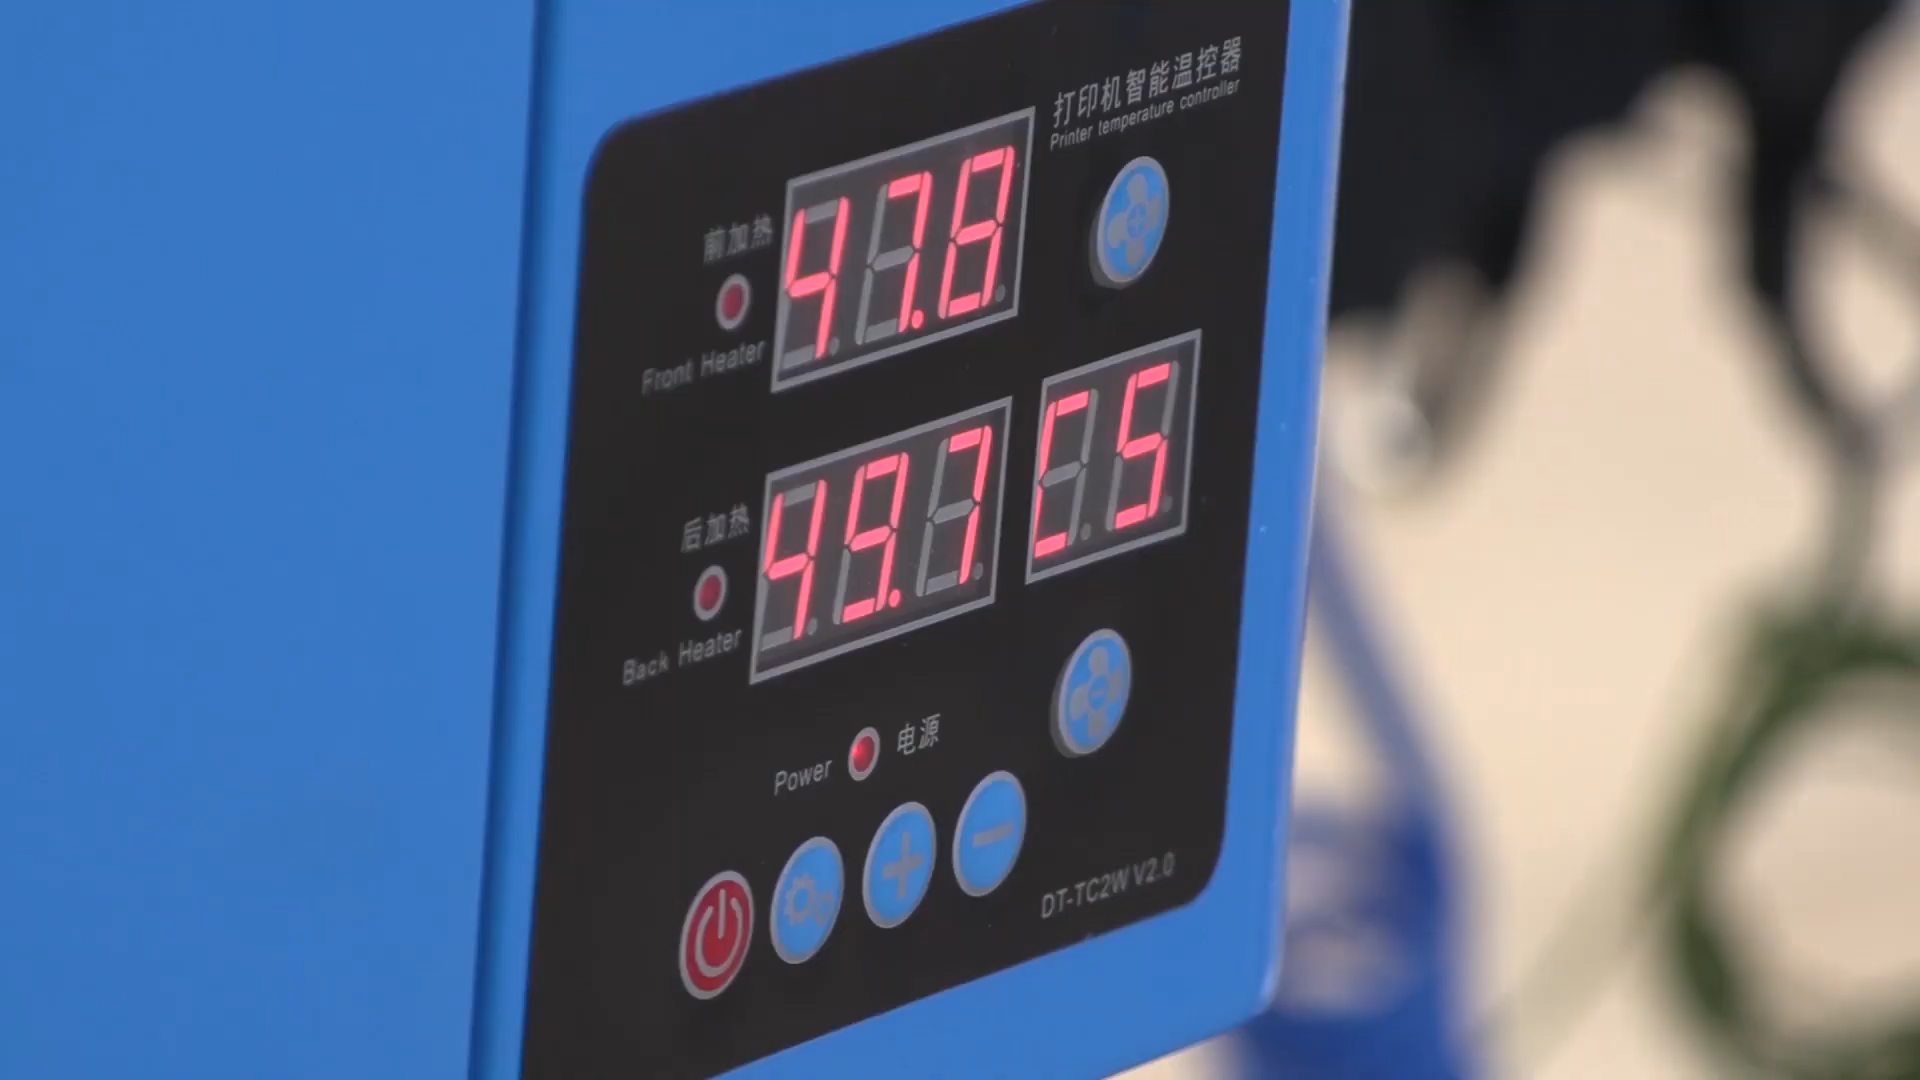 打印机智能温控器
Printer temperature controller
前加热
47.8
Front Heater
后加热
49.7
C5
Back Heater
Power 电源
DT-TC2W V2.0